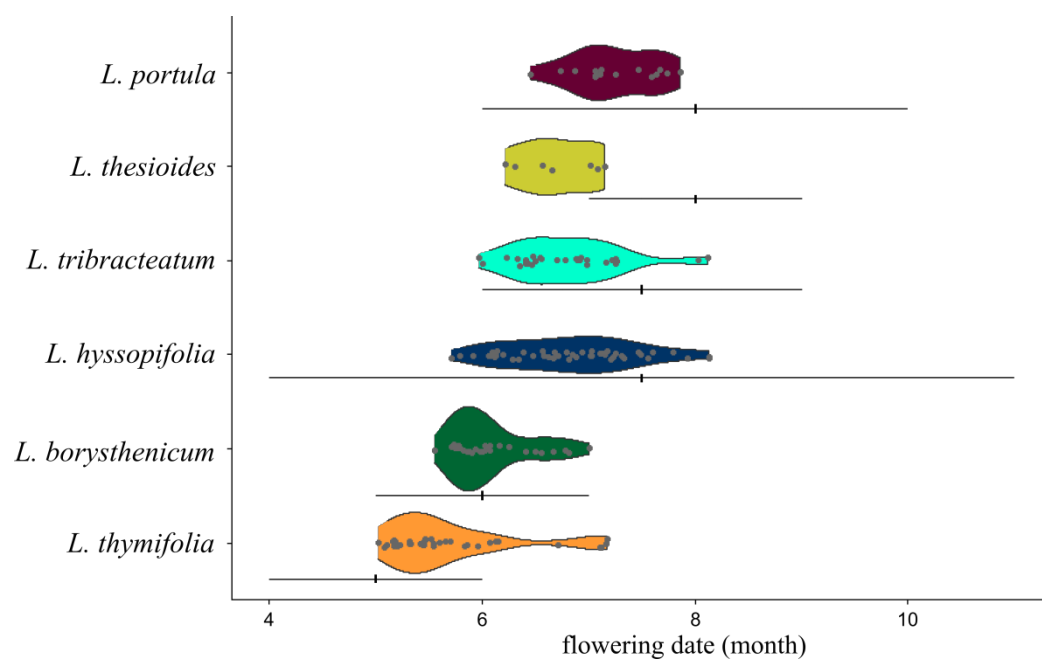 L. portula
L. thesioides
L. tribracteatum
L. hyssopifolia
L. borysthenicum
L. thymifolia
4 6 8 10
flowering date (month)